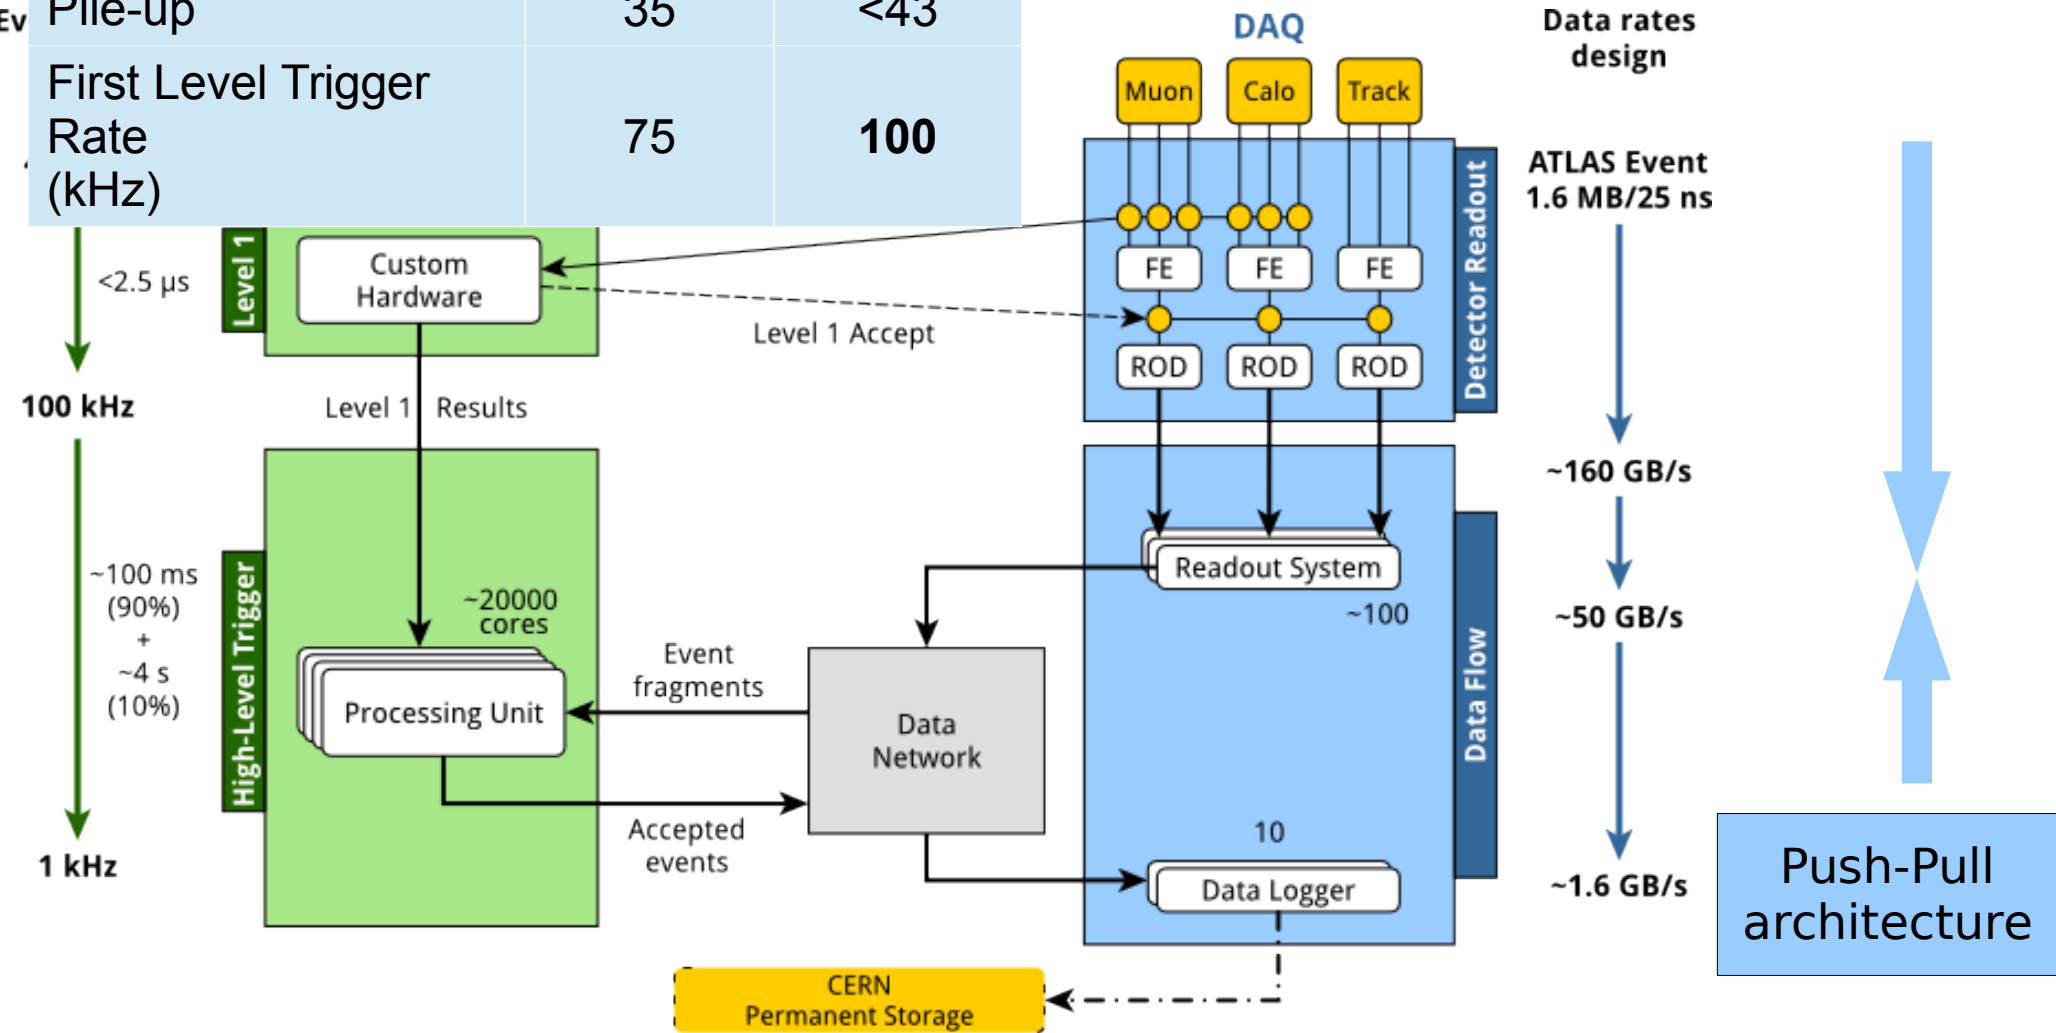 Ev
Pile-up 35 <43
First Level Trigger
Rate
(kHz)
75 100
DAQ
Data rates
design
Muon Calo Track
ATLAS Event
1.6 MB/25 ns
Detector Readout
FE FE FE
ROD ROD ROD
Level 1
Custom
Hardware
<2.5 µs
Level 1 Accept
100 kHz
Level 1 Results
~160 GB/s
Readout System
~100
~50 GB/s
High-Level Trigger
~100 ms
(90%)
+
~4 s
(10%)
~20000
cores
Processing Unit
Event
fragments
Data
Network
Accepted
events
Data Flow
10
Data Logger
1 kHz
~1.6 GB/s
Push-Pull
architecture
CERN
Permanent Storage